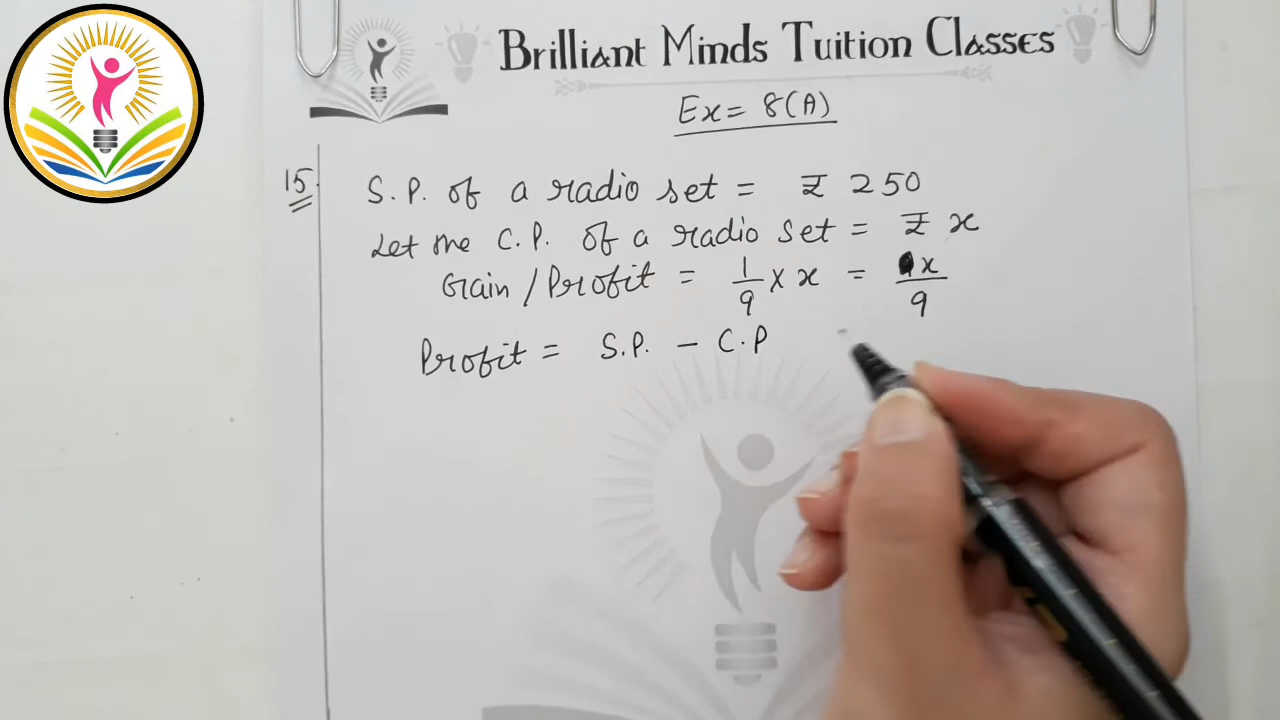 Brilliant Minds Tuition Classes
Ex = 8(A)
15. S.P. of a radio set = ₹ 250
Let the C.P. of a radio set = ₹ x
Gain / Profit = 1/9 × x = x/9
Profit = S.P. - C.P